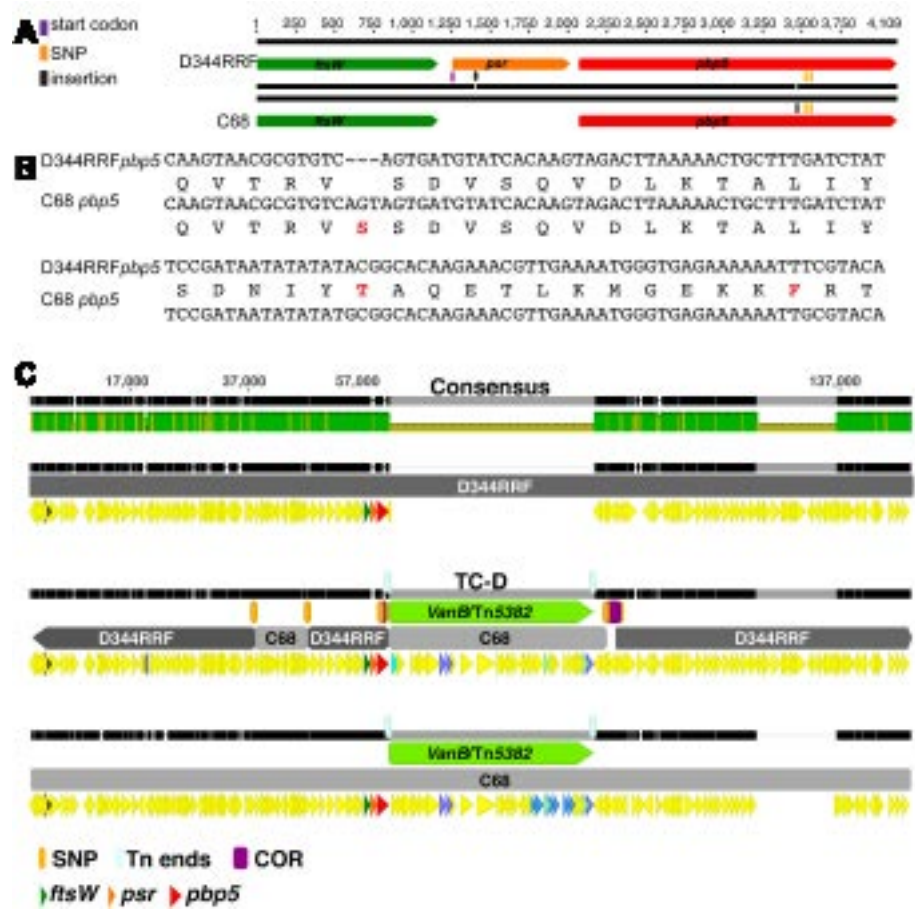 A
start codon
SNP
insertion
1 250 500 750 1,000 1,250 1,500 1,750 2,000 2,250 2,500 2,750 3,000 3,250 3,500 3,750 4,109
D344RRF
ftsW psr pbp5
C68
ftsW pbp5
B
D344RRFpbp5 CAAGTAACGCGTGTC---AGTGATGTATCACAAGTAGACTTAAAAACTGCTTTGATCTAT
Q V T R V S D V S Q V D L K T A L I Y
C68 pbp5
CAAGTAACGCGTGTCAGTAGTGATGTATCACAAGTAGACTTAAAAACTGCTTTGATCTAT
Q V T R V S S D V S Q V D L K T A L I Y
D344RRFpbp5 TCCGATAATATATATACGGCACAAGAAACGTTGAAAATGGGTGAGAAAAAATTTCGTACA
S D N I Y T A Q E T L K M G E K K F R T
C68 pbp5
TCCGATAATATATATGCGGCACAAGAAACGTTGAAAATGGGTGAGAAAAAATTGCGTACA
C
17,000 37,000 57,000 137,000
Consensus
D344RRF
TC-D
VanB/Tn5382
D344RRF C68 D344RRF C68 D344RRF
VanB/Tn5382
C68
SNP Tn ends COR
ftsW psr pbp5